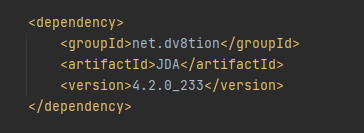 <dependency>
<groupId>net.dv8tion</groupId>
<artifactId>JDA</artifactId>
<version>4.2.0_233</version>
</dependency>